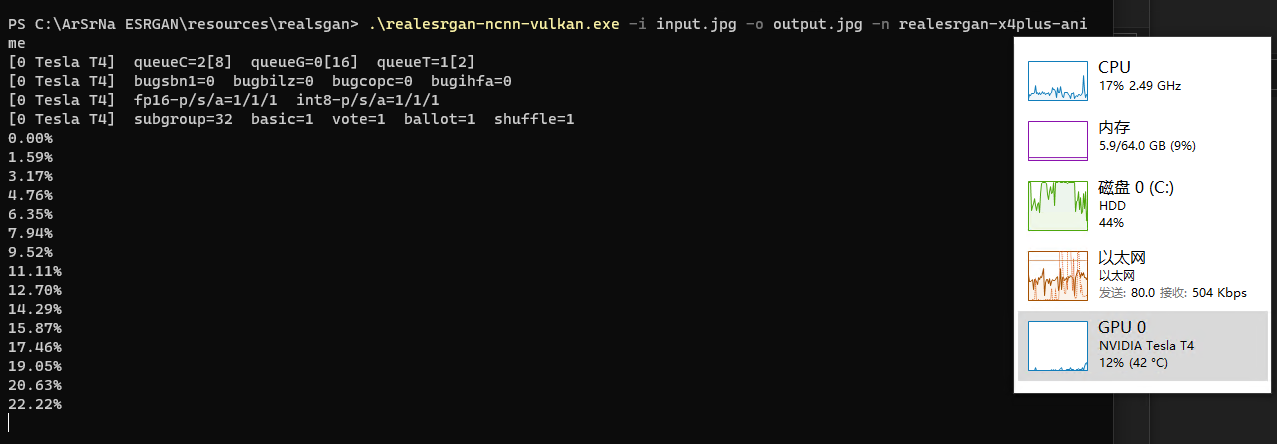 PS C:\ArSrNa ESRGAN\resources\realsgan> .\realesrgan-ncnn-vulkan.exe -i input.jpg -o output.jpg -n realesrgan-x4plus-ani
me
[0 Tesla T4]  queueC=2[8]  queueG=0[16]  queueT=1[2]
[0 Tesla T4]  bugsbn1=0  bugbilz=0  bugcopc=0  bugihfa=0
[0 Tesla T4]  fp16-p/s/a=1/1/1  int8-p/s/a=1/1/1
[0 Tesla T4]  subgroup=32  basic=1  vote=1  ballot=1  shuffle=1
0.00%
1.59%
3.17%
4.76%
6.35%
7.94%
9.52%
11.11%
12.70%
14.29%
15.87%
17.46%
19.05%
20.63%
22.22%
CPU
17% 2.49 GHz
内存
5.9/64.0 GB (9%)
磁盘 0 (C:)
HDD
44%
以太网
以太网
发送: 80.0 接收: 504 Kbps
GPU 0
NVIDIA Tesla T4
12% (42 °C)